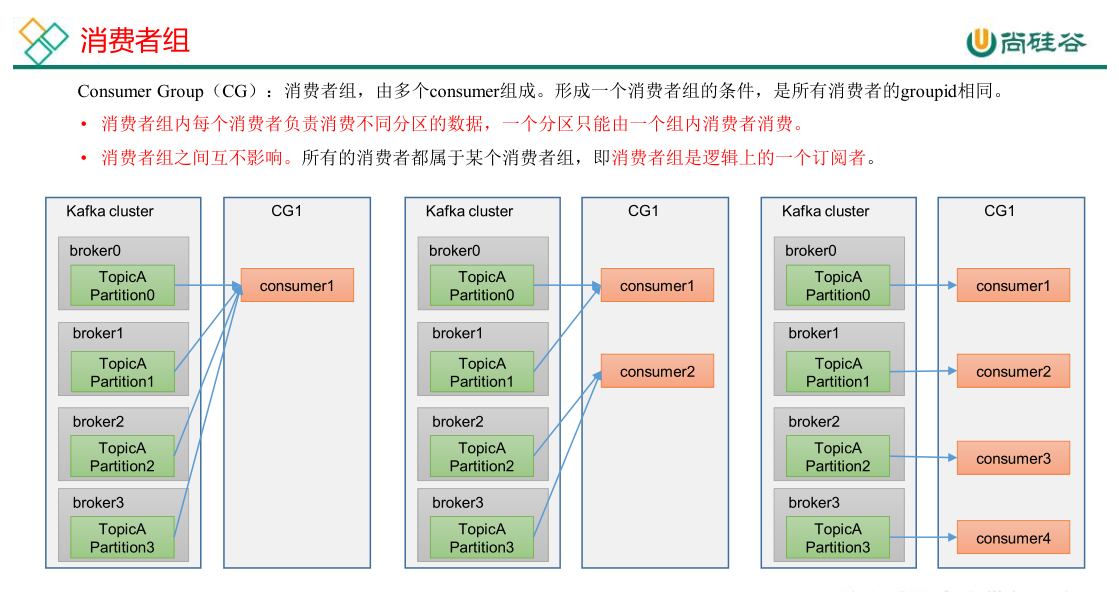 消费者组
尚硅谷
Consumer Group（CG）：消费者组，由多个consumer组成。形成一个消费者组的条件，是所有消费者的groupid相同。
• 消费者组内每个消费者负责消费不同分区的数据，一个分区只能由一个组内消费者消费。
• 消费者组之间互不影响。所有的消费者都属于某个消费者组，即消费者组是逻辑上的一个订阅者。
Kafka cluster
broker0
TopicA
Partition0
broker1
TopicA
Partition1
broker2
TopicA
Partition2
broker3
TopicA
Partition3
CG1
consumer1
Kafka cluster
broker0
TopicA
Partition0
broker1
TopicA
Partition1
broker2
TopicA
Partition2
broker3
TopicA
Partition3
CG1
consumer1
consumer2
Kafka cluster
broker0
TopicA
Partition0
broker1
TopicA
Partition1
broker2
TopicA
Partition2
broker3
TopicA
Partition3
CG1
consumer1
consumer2
consumer3
consumer4